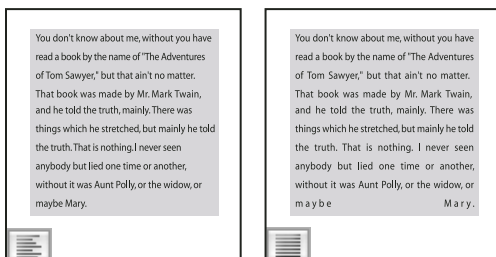 You don't know about me, without you have
read a book by the name of "The Adventures
of Tom Sawyer," but that ain't no matter.
That book was made by Mr. Mark Twain,
and he told the truth, mainly. There was
things which he stretched, but mainly he told
the truth. That is nothing. I never seen
anybody but lied one time or another,
without it was Aunt Polly, or the widow, or
maybe Mary.
You don't know about me, without you have
read a book by the name of "The Adventures
of Tom Sawyer," but that ain't no matter.
That book was made by Mr. Mark Twain,
and he told the truth, mainly. There was
things which he stretched, but mainly he told
the truth. That is nothing. I never seen
anybody but lied one time or another,
without it was Aunt Polly, or the widow, or
maybe Mary.